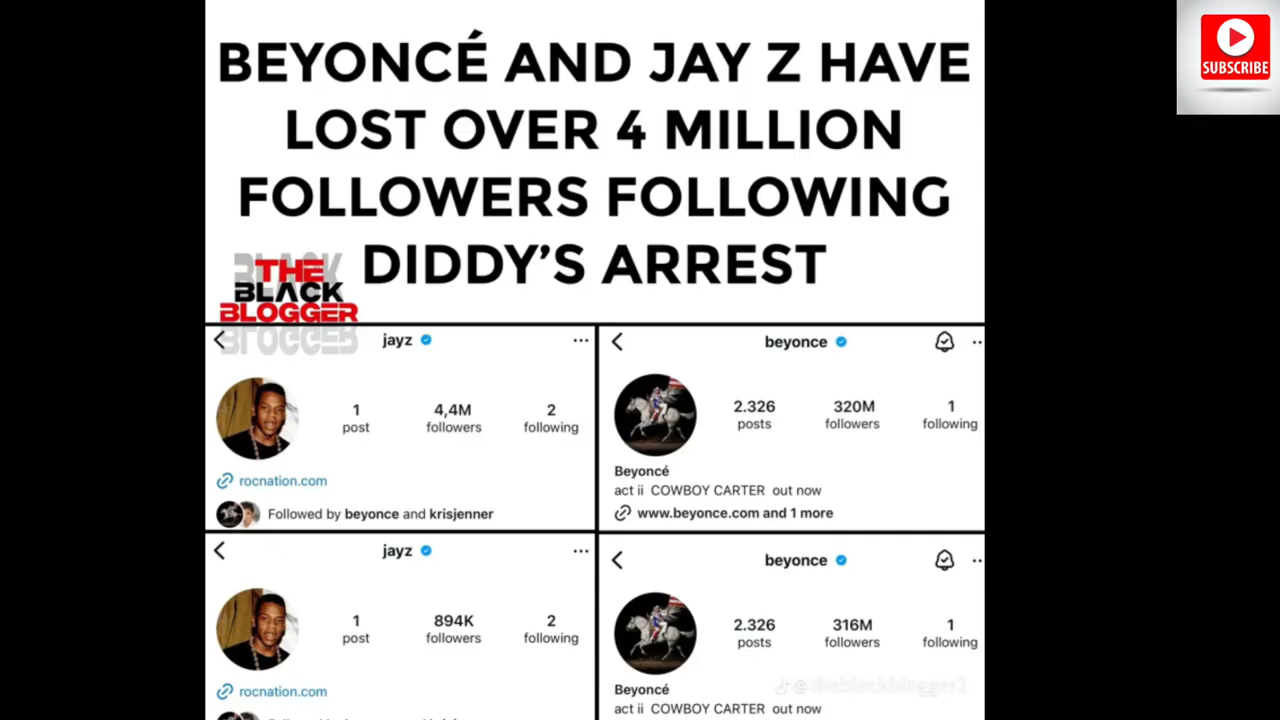 BEYONCÉ AND JAY Z HAVE
LOST OVER 4 MILLION
FOLLOWERS FOLLOWING
DIDDY'S ARREST
SUBSCRIBE
THE
BLACK
BLOGGER
jayz
1 4,4M 2
post followers following
rocnation.com
Followed by beyonce and krisjenner
beyonce
2.326 320M 1
posts followers following
Beyoncé
act ii COWBOY CARTER out now
www.beyonce.com and 1 more
jayz
1 894K 2
post followers following
rocnation.com
beyonce
2.326 316M 1
posts followers following
Beyoncé
act ii COWBOY CARTER out now
@theblackblogger2